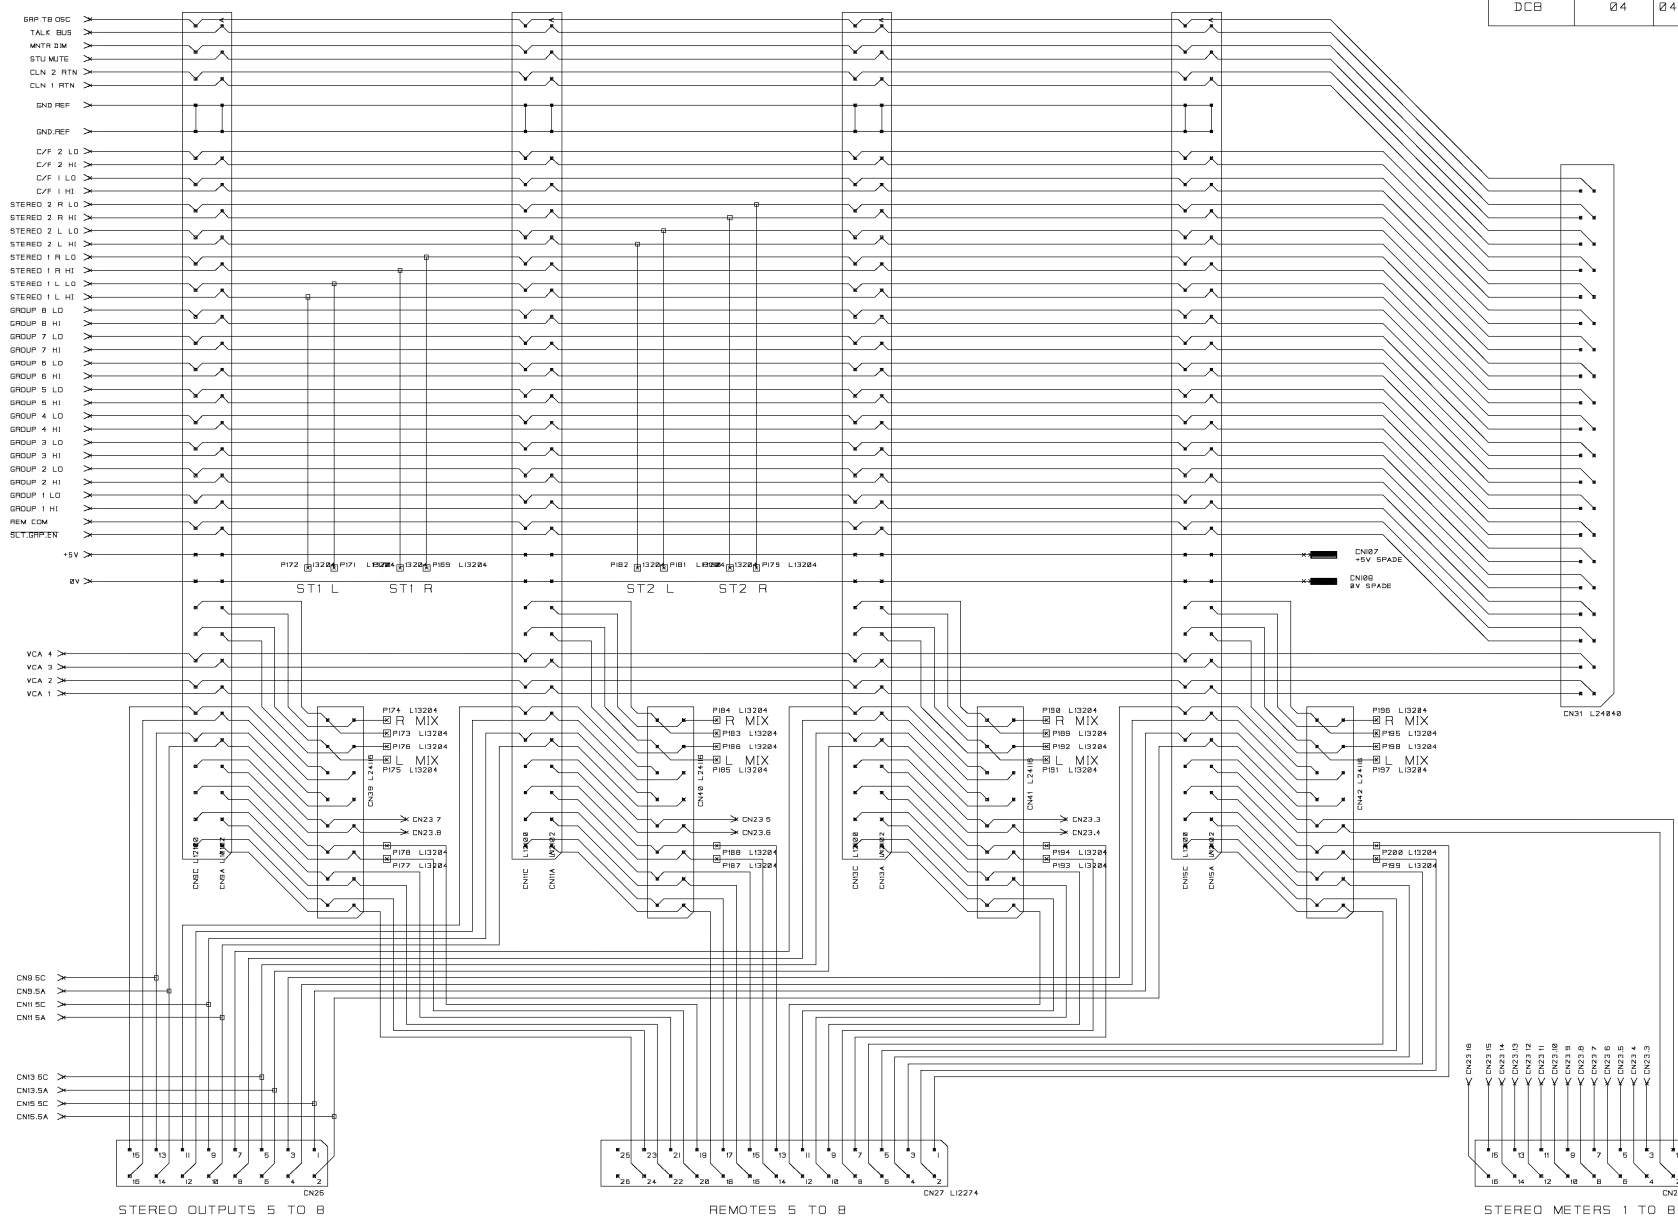 DCB 04 04
GRP.TB OSC
TALK BUS
MNTR DIM
STU MUTE
CLN 2 RTN
CLN 1 RTN
GND REF
GND.REF
C/F 2 LO
C/F 2 HI
C/F 1 LO
C/F 1 HI
STEREO 2 R LO
STEREO 2 R HI
STEREO 2 L LO
STEREO 2 L HI
STEREO 1 R LO
STEREO 1 R HI
STEREO 1 L LO
STEREO 1 L HI
GROUP 8 LO
GROUP 8 HI
GROUP 7 LO
GROUP 7 HI
GROUP 6 LO
GROUP 6 HI
GROUP 5 LO
GROUP 5 HI
GROUP 4 LO
GROUP 4 HI
GROUP 3 LO
GROUP 3 HI
GROUP 2 LO
GROUP 2 HI
GROUP 1 LO
GROUP 1 HI
REM COM
SLT.GRP.EN
+5V
0V
CN107
+5V SPADE
CN108
0V SPADE
P172 P171 P169 L13204
ST1 L ST1 R
P182 P181 P179 L13204
ST2 L ST2 R
VCA 4
VCA 3
VCA 2
VCA 1
CN31 L24040
P174 L13204
R MIX
P173 L13204
P176 L13204
L MIX
P175 L13204
CN39 L24116
CN23 7
CN23.8
P178 L13204
P177 L13204
CN9C
CN9A
P184 L13204
R MIX
P183 L13204
P186 L13204
L MIX
P185 L13204
CN40 L24116
CN23 5
CN23.6
P188 L13204
P187 L13204
CN11C
CN11A
P190 L13204
R MIX
P189 L13204
P192 L13204
L MIX
P191 L13204
CN41 L24116
CN23.3
CN23.4
P194 L13204
P193 L13204
CN13C
CN13A
P196 L13204
R MIX
P195 L13204
P198 L13204
L MIX
P197 L13204
CN42 L24116
P200 L13204
P199 L13204
CN15C
CN15A
CN9.5C
CN9.5A
CN11 5C
CN11 5A
CN13 5C
CN13.5A
CN15 5C
CN15.5A
15 13 11 9 7 5 3 1
16 14 12 10 8 6 4 2
CN25
STEREO OUTPUTS 5 TO 8
25 23 21 19 17 15 13 11 9 7 5 3 1
26 24 22 20 18 16 14 12 10 8 6 4 2
CN27 L12274
REMOTES 5 TO 8
CN23 16
CN23 15
CN23 14
CN23.13
CN23 12
CN23 11
CN23.10
CN23 9
CN23.8
CN23 7
CN23 6
CN23.5
CN23 4
CN23.3
15 13 11 9 7 5 3 1
16 14 12 10 8 6 4 2
STEREO METERS 1 TO 8